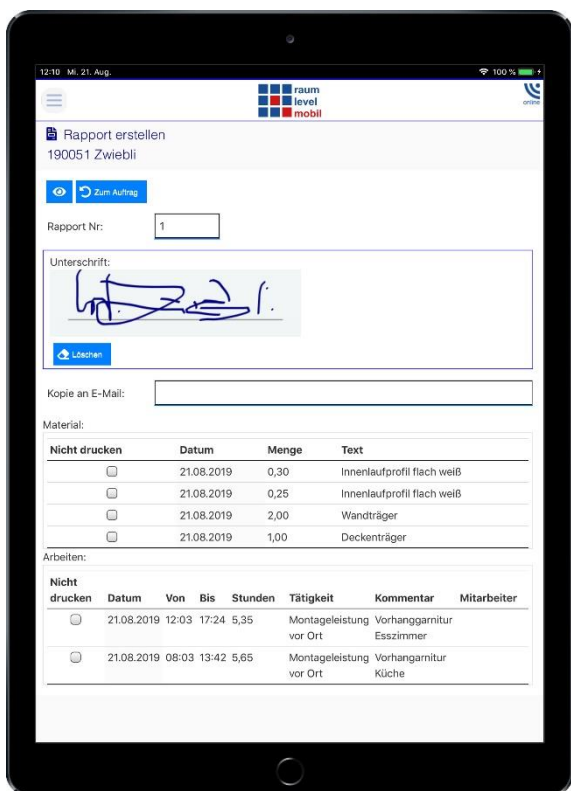 12:10 Mi. 21. Aug. 100 %
raum
level
mobil
online
Rapport erstellen
190051 Zwiebli
Zum Auftrag
Rapport Nr: 1
Unterschrift:
Löschen
Kopie an E-Mail:
Material:
Nicht drucken Datum Menge Text
21.08.2019 0,30 Innenlaufprofil flach weiß
21.08.2019 0,25 Innenlaufprofil flach weiß
21.08.2019 2,00 Wandträger
21.08.2019 1,00 Deckenträger
Arbeiten:
Nicht
drucken Datum Von Bis Stunden Tätigkeit Kommentar Mitarbeiter
21.08.2019 12:03 17:24 5,35 Montageleistung Vorhanggarnitur
vor Ort Esszimmer
21.08.2019 08:03 13:42 5,65 Montageleistung Vorhangarnitur
vor Ort Küche